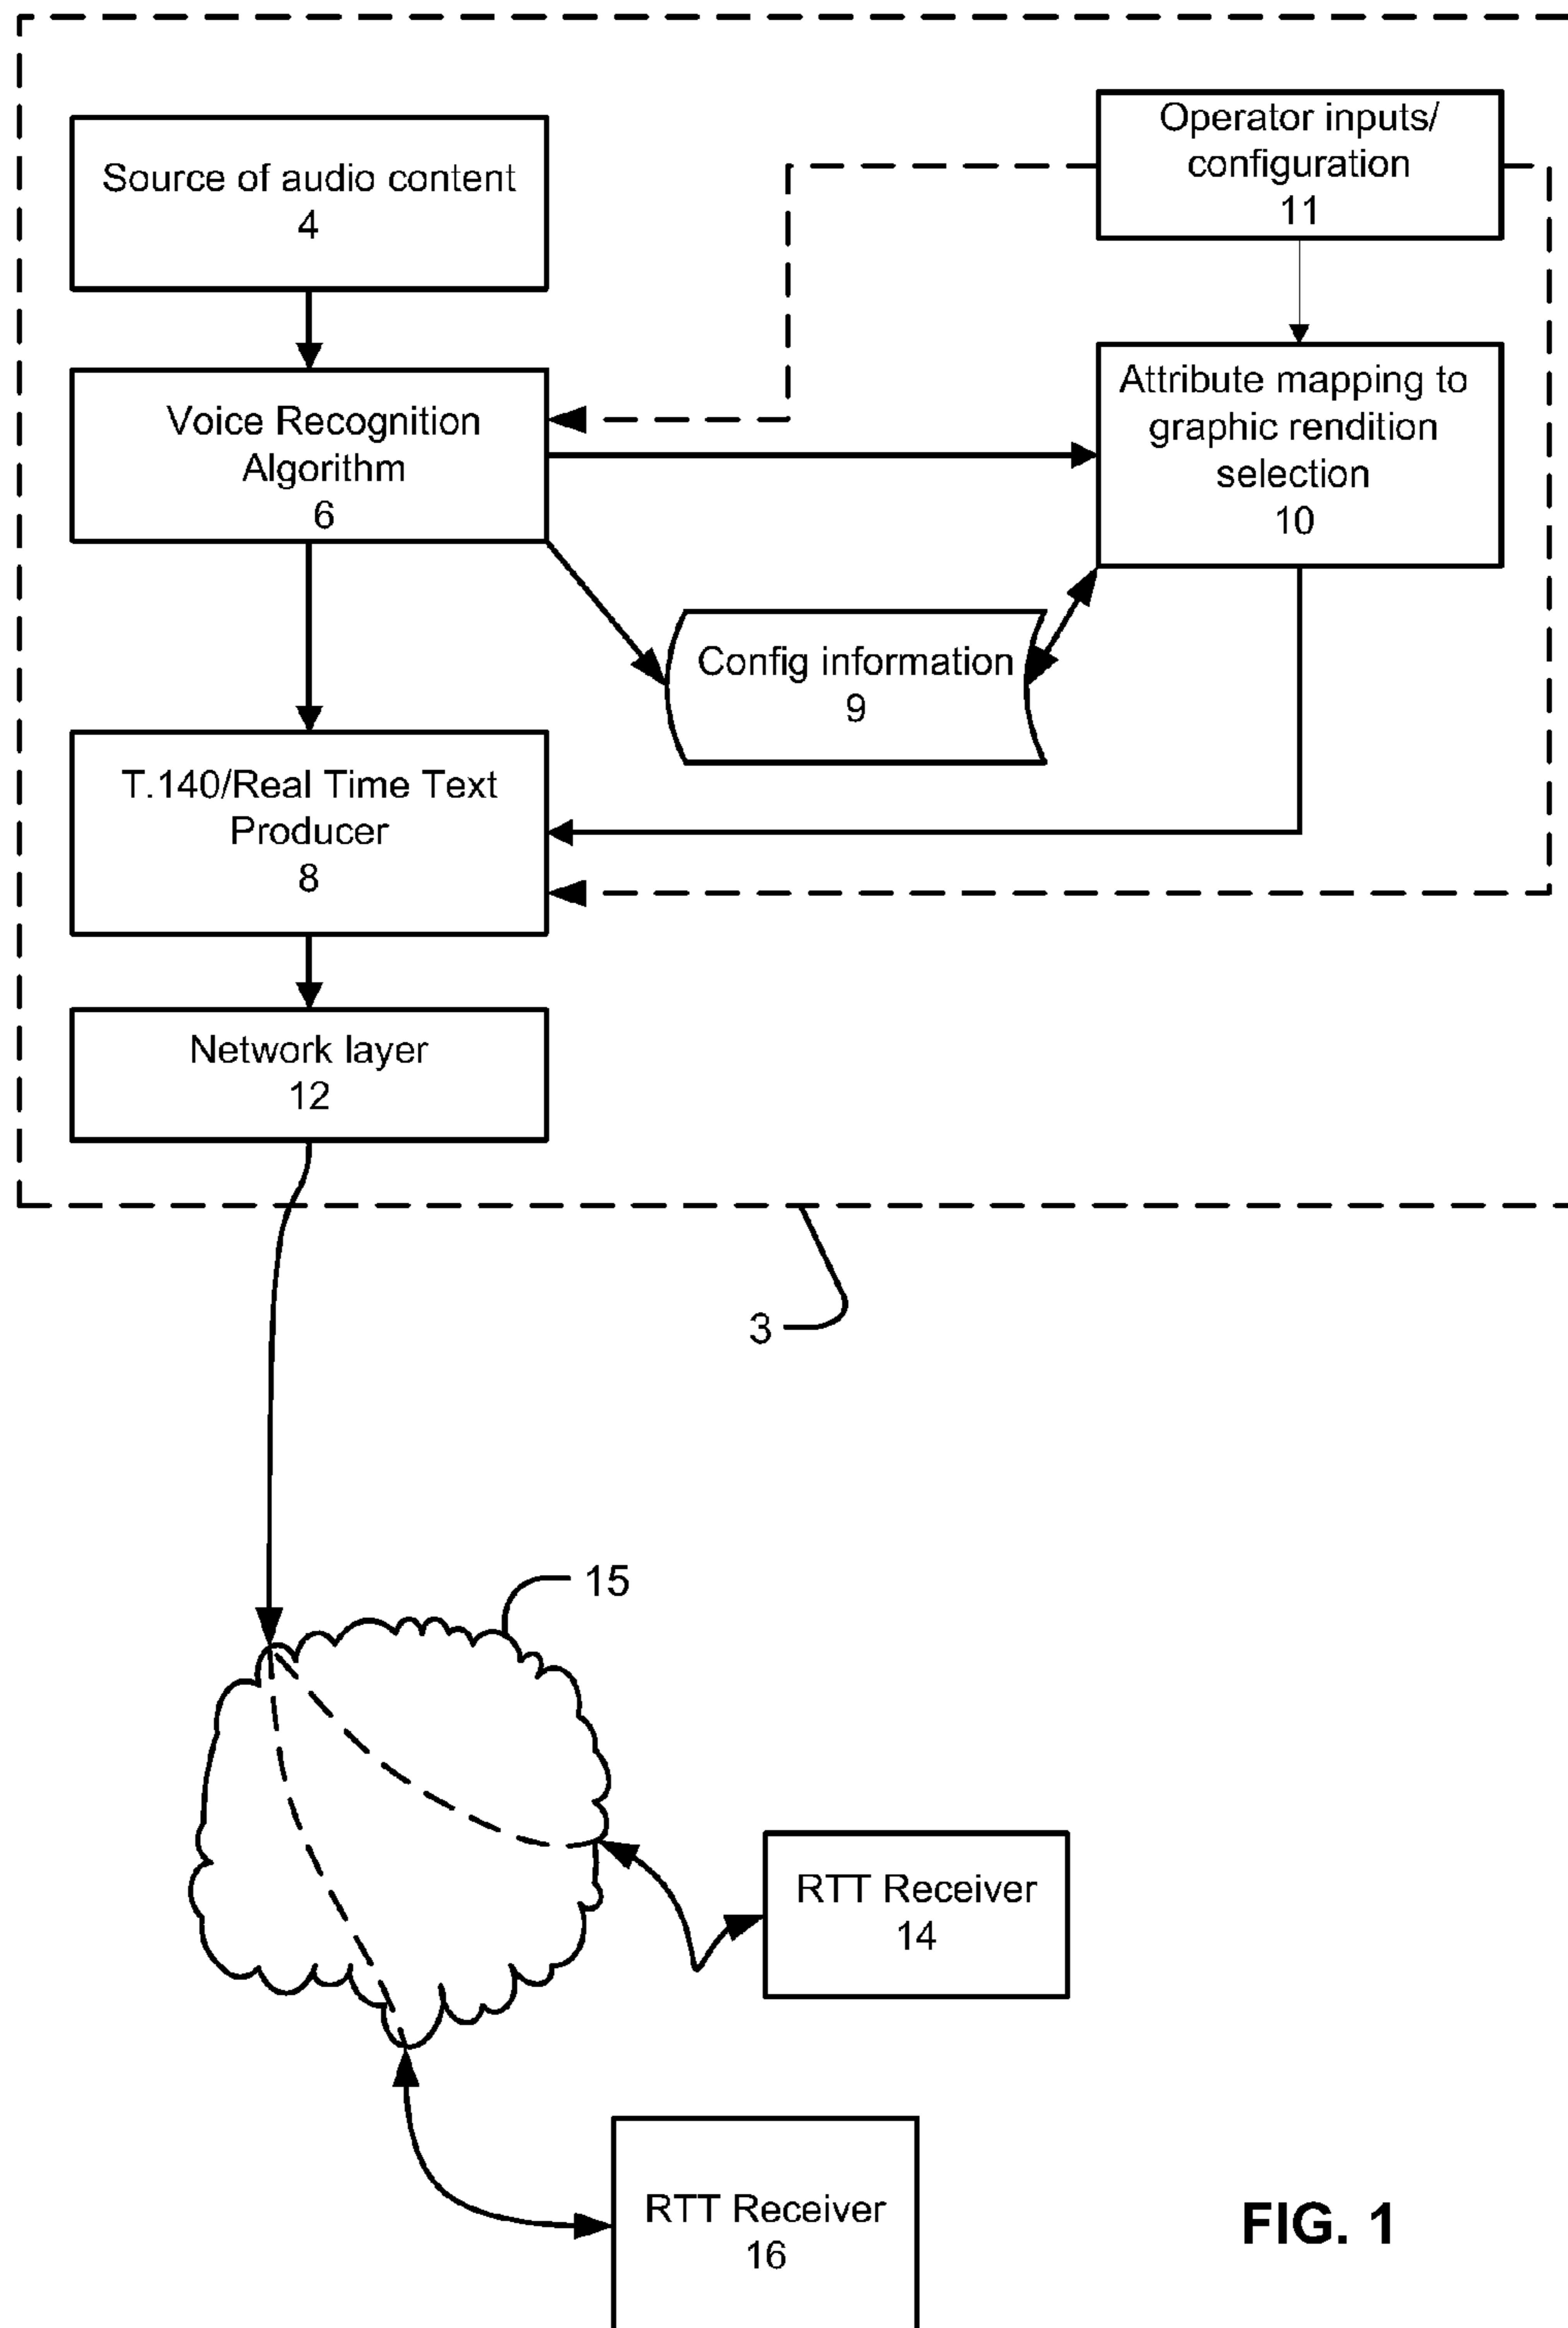 Source of audio content
4
Operator inputs/
configuration
11
Voice Recognition
Algorithm
6
Attribute mapping to
graphic rendition
selection
10
Config information
9
T.140/Real Time Text
Producer
8
Network layer
12
3
15
RTT Receiver
14
RTT Receiver
16
FIG. 1